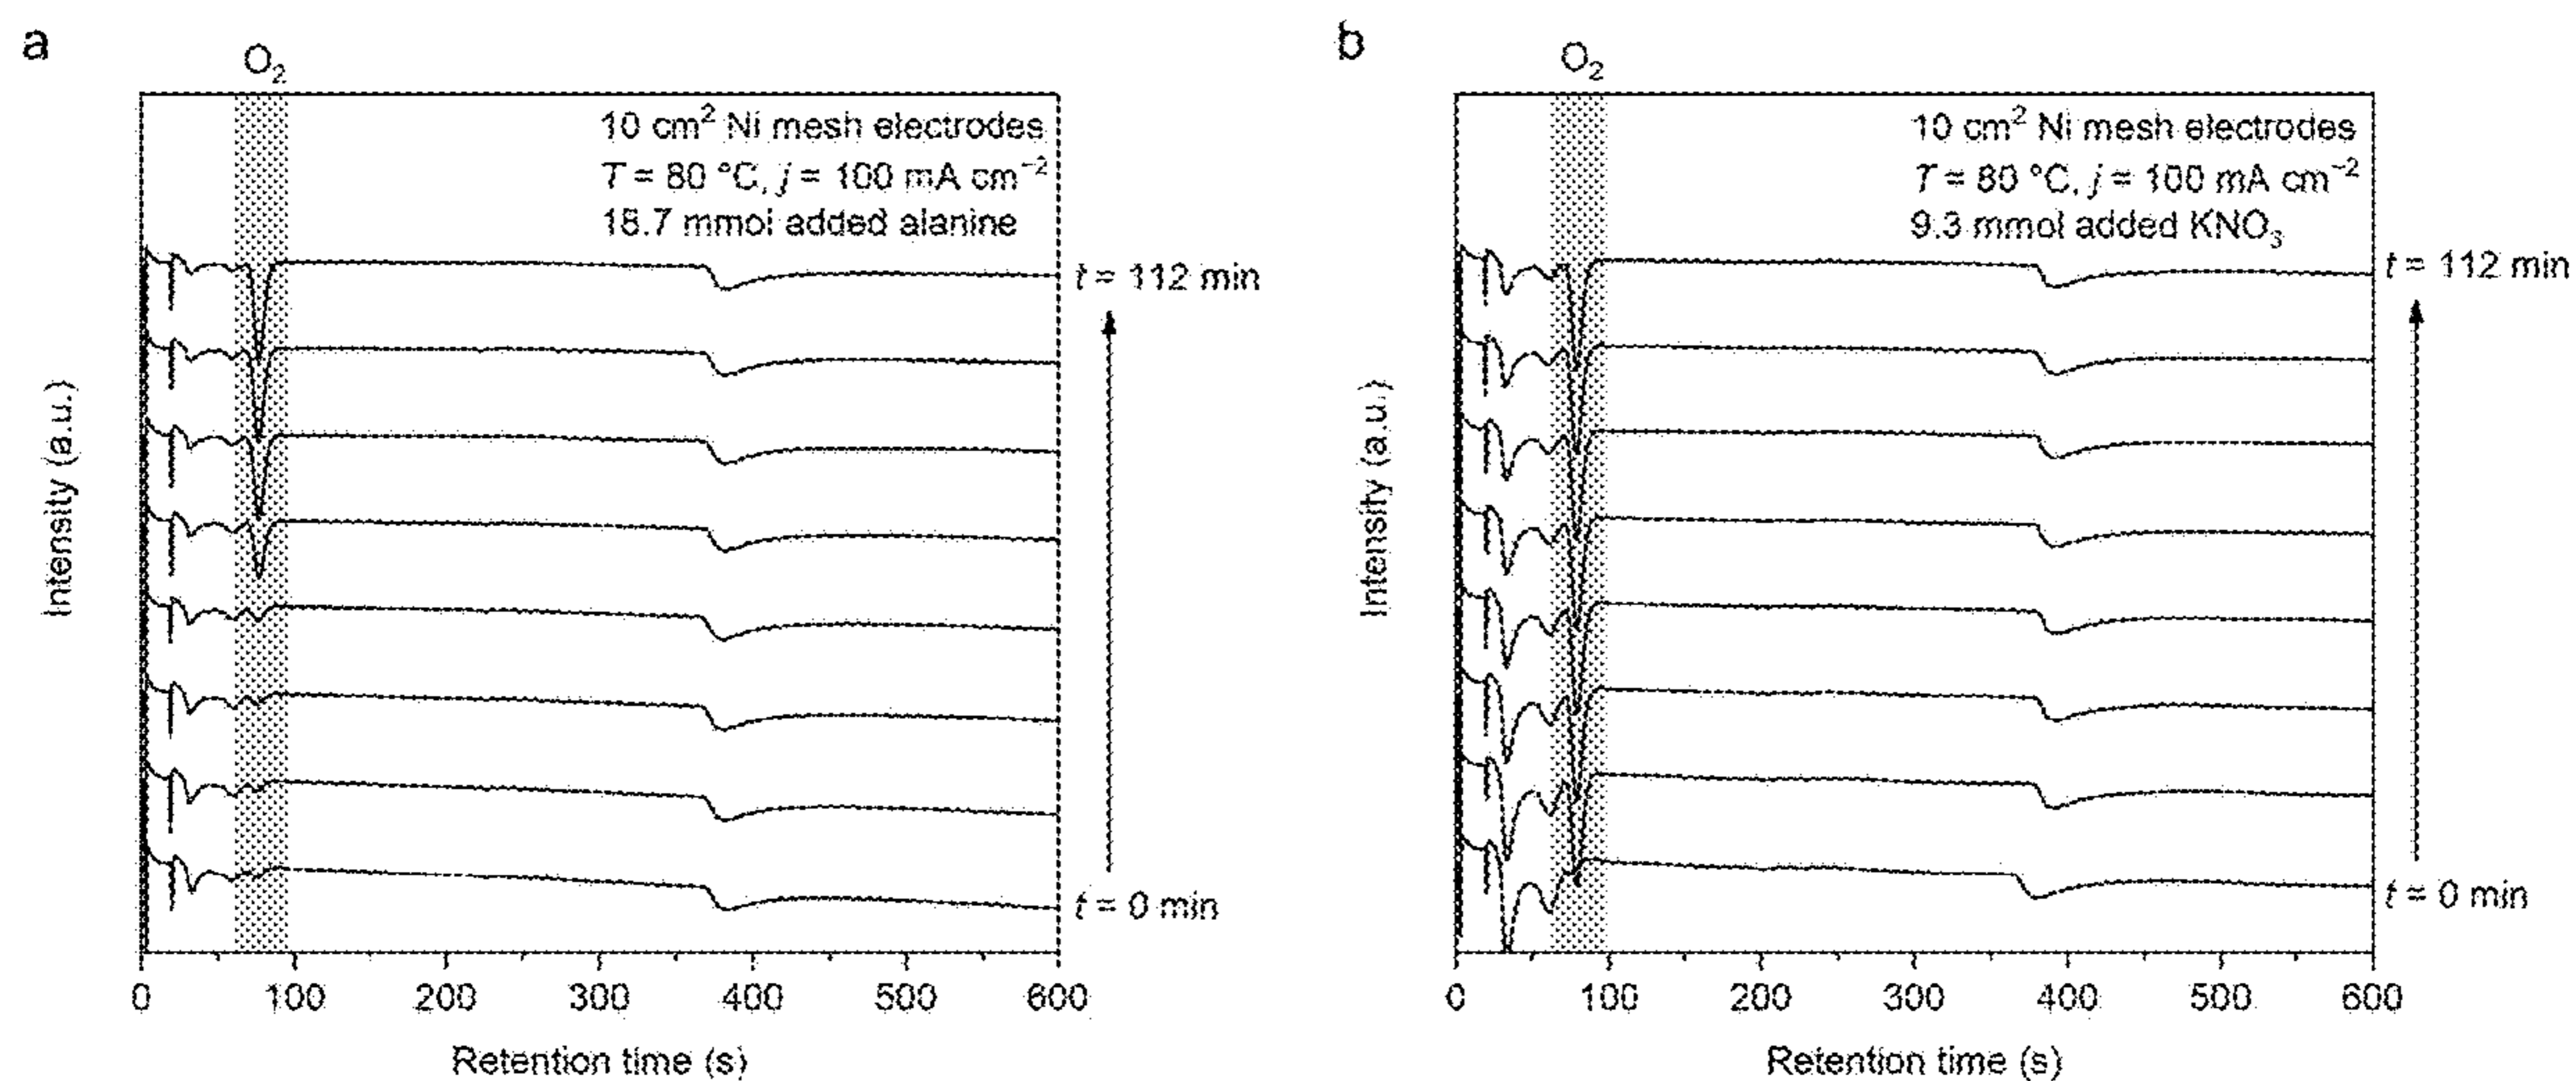 a
O₂
10 cm² Ni mesh electrodes
T = 80 °C, j = 100 mA cm⁻²
18.7 mmol added alanine
t = 112 min
t = 0 min
Intensity (a.u.)
0 100 200 300 400 500 600
Retention time (s)
b
O₂
10 cm² Ni mesh electrodes
T = 80 °C, j = 100 mA cm⁻²
9.3 mmol added KNO₃
t = 112 min
t = 0 min
Intensity (a.u.)
0 100 200 300 400 500 600
Retention time (s)